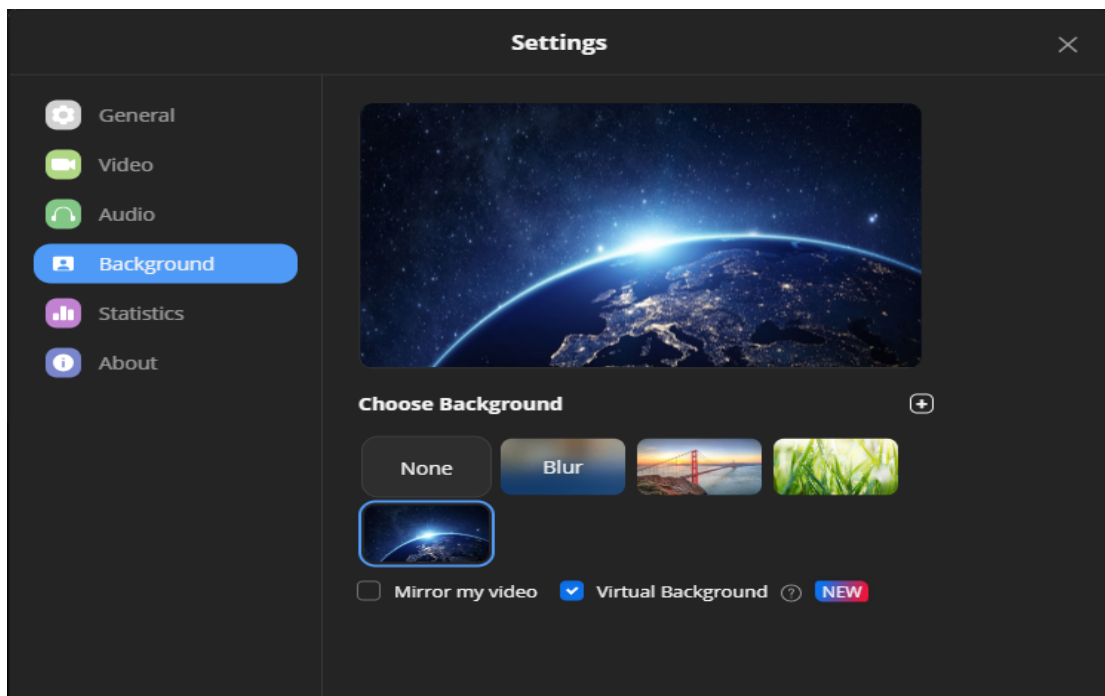 Settings
General
Video
Audio
Background
Statistics
About
Choose Background
None
Blur
Mirror my video
Virtual Background
NEW